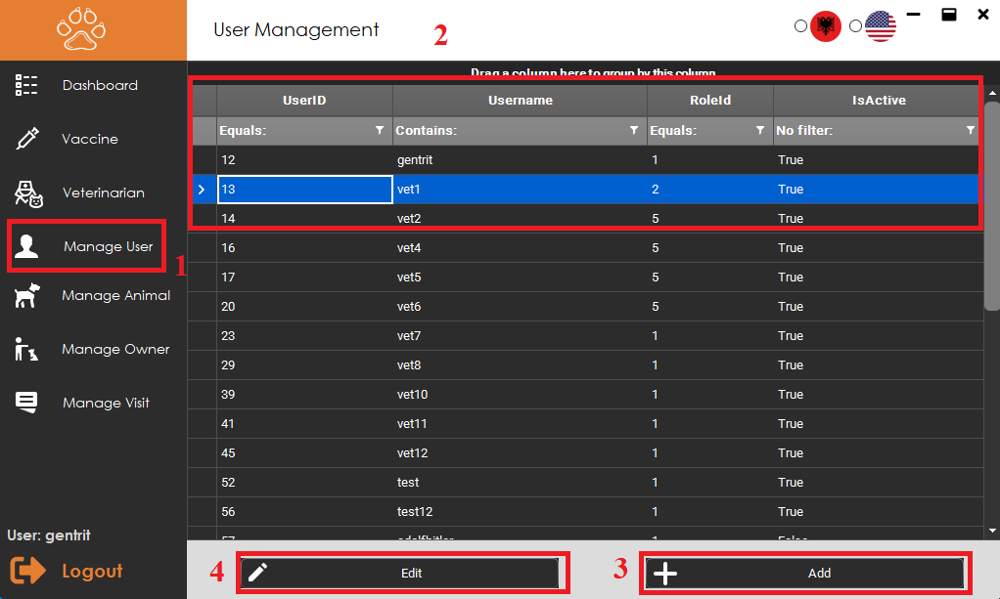 User Management
2
Drag a column here to group by this column
Dashboard
Vaccine
Veterinarian
Manage User
1
Manage Animal
Manage Owner
Manage Visit
User: gentrit
Logout
UserID Username RoleId IsActive
Equals: Contains: Equals: No filter:
12 gentrit 1 True
13 vet1 2 True
14 vet2 5 True
16 vet4 5 True
17 vet5 5 True
20 vet6 5 True
23 vet7 1 True
29 vet8 1 True
39 vet10 1 True
41 vet11 1 True
45 vet12 1 True
52 test 1 True
56 test12 1 True
57 adolfhitler 1 False
4 Edit
3 Add